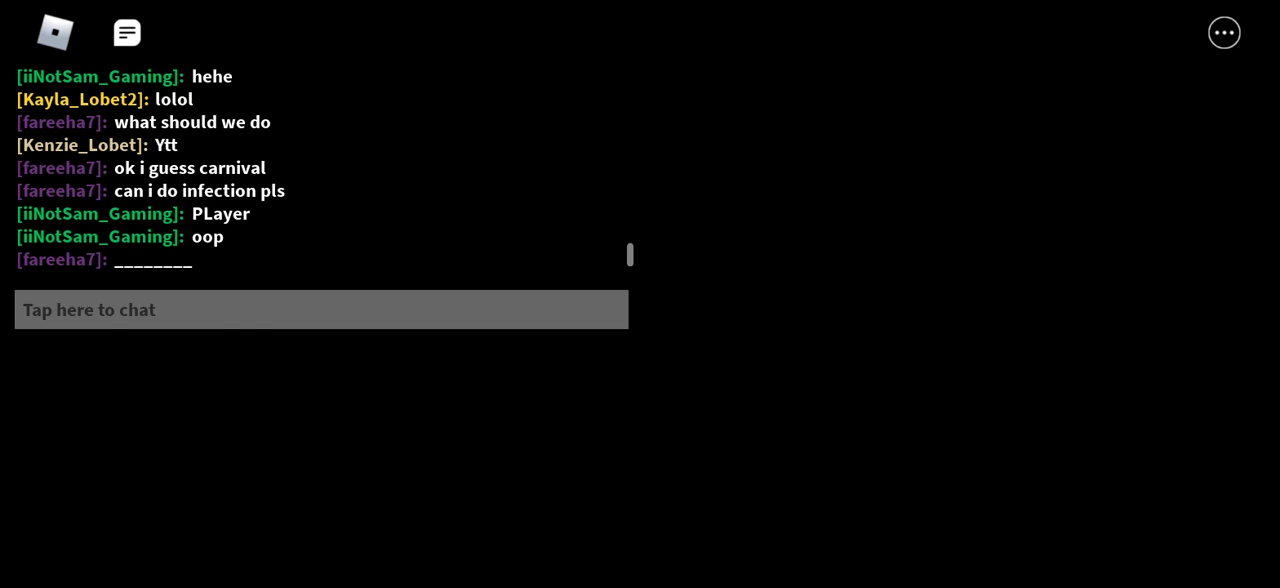 [iiNotSam_Gaming]: hehe
[Kayla_Lobet2]: lolol
[fareeha7]: what should we do
[Kenzie_Lobet]: Ytt
[fareeha7]: ok i guess carnival
[fareeha7]: can i do infection pls
[iiNotSam_Gaming]: PLayer
[iiNotSam_Gaming]: oop
[fareeha7]: ________
Tap here to chat